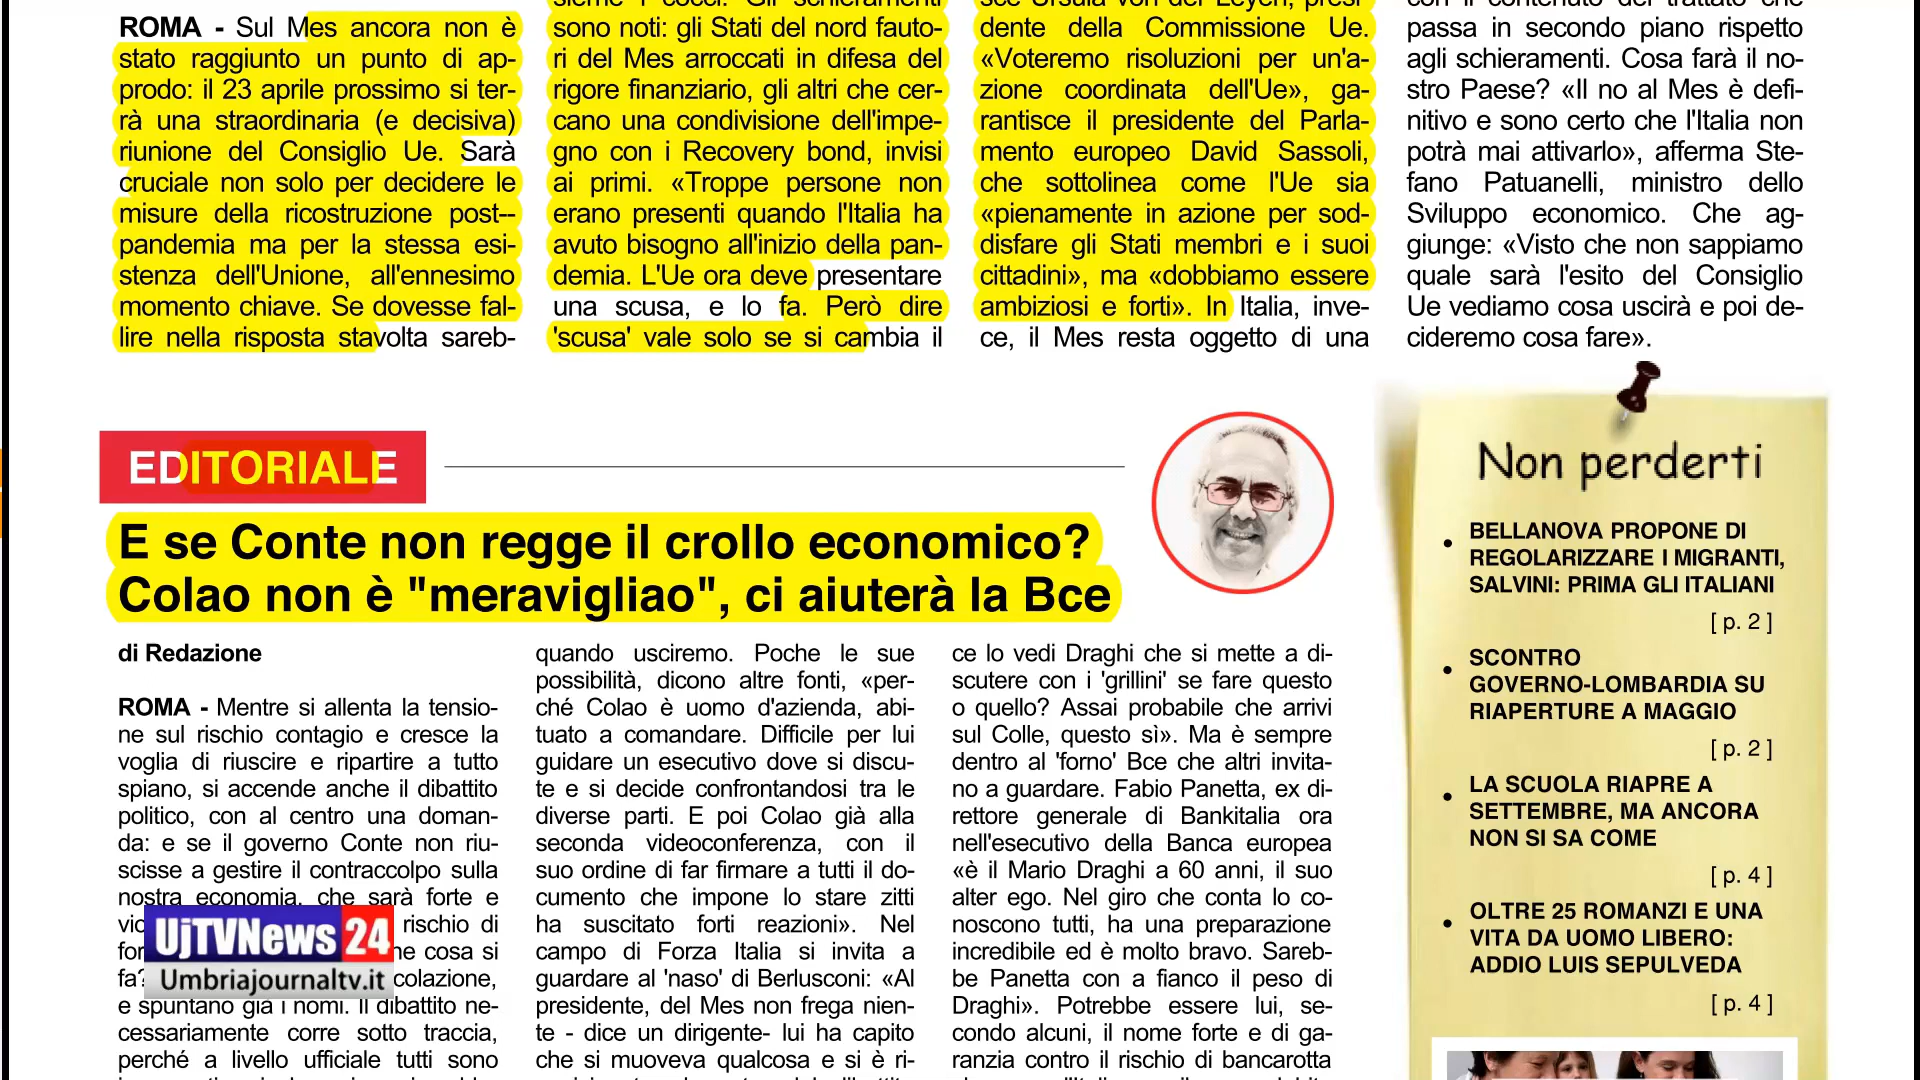 ROMA - Sul Mes ancora non è
stato raggiunto un punto di ap-
prodo: il 23 aprile prossimo si ter-
rà una straordinaria (e decisiva)
riunione del Consiglio Ue. Sarà
cruciale non solo per decidere le
misure della ricostruzione post--
pandemia ma per la stessa esi-
stenza dell'Unione, all'ennesimo
momento chiave. Se dovesse fal-
lire nella risposta stavolta sareb-
sieme i cocci. Gli schieramenti
sono noti: gli Stati del nord fauto-
ri del Mes arroccati in difesa del
rigore finanziario, gli altri che cer-
cano una condivisione dell'impe-
gno con i Recovery bond, invisi
ai primi. «Troppe persone non
erano presenti quando l'Italia ha
avuto bisogno all'inizio della pan-
demia. L'Ue ora deve presentare
una scusa, e lo fa. Però dire
'scusa' vale solo se si cambia il
sce Ursula von der Leyen, presi-
dente della Commissione Ue.
«Voteremo risoluzioni per un'a-
zione coordinata dell'Ue», ga-
rantisce il presidente del Parla-
mento europeo David Sassoli,
che sottolinea come l'Ue sia
«pienamente in azione per sod-
disfare gli Stati membri e i suoi
cittadini», ma «dobbiamo essere
ambiziosi e forti». In Italia, inve-
ce, il Mes resta oggetto di una
con il contenuto del trattato che
passa in secondo piano rispetto
agli schieramenti. Cosa farà il no-
stro Paese? «Il no al Mes è defi-
nitivo e sono certo che l'Italia non
potrà mai attivarlo», afferma Ste-
fano Patuanelli, ministro dello
Sviluppo economico. Che ag-
giunge: «Visto che non sappiamo
quale sarà l'esito del Consiglio
Ue vediamo cosa uscirà e poi de-
cideremo cosa fare».
EDITORIALE
E se Conte non regge il crollo economico?
Colao non è "meravigliao", ci aiuterà la Bce
di Redazione
ROMA - Mentre si allenta la tensio-
ne sul rischio contagio e cresce la
voglia di riuscire e ripartire a tutto
spiano, si accende anche il dibattito
politico, con al centro una doman-
da: e se il governo Conte non riu-
scisse a gestire il contraccolpo sulla
nostra economia, che sarà forte e
rischio di
cosa si
fa?
e spuntano già i nomi. Il dibattito ne-
cessariamente corre sotto traccia,
perché a livello ufficiale tutti sono
quando usciremo. Poche le sue
possibilità, dicono altre fonti, «per-
ché Colao è uomo d'azienda, abi-
tuato a comandare. Difficile per lui
guidare un esecutivo dove si discu-
te e si decide confrontandosi tra le
diverse parti. E poi Colao già alla
seconda videoconferenza, con il
suo ordine di far firmare a tutti il do-
cumento che impone lo stare zitti
ha suscitato forti reazioni». Nel
campo di Forza Italia si invita a
guardare al 'naso' di Berlusconi: «Al
presidente, del Mes non frega nien-
te - dice un dirigente- lui ha capito
che si muoveva qualcosa e si è ri-
ce lo vedi Draghi che si mette a di-
scutere con i 'grillini' se fare questo
o quello? Assai probabile che arrivi
sul Colle, questo sì». Ma è sempre
dentro al 'forno' Bce che altri invita-
no a guardare. Fabio Panetta, ex di-
rettore generale di Bankitalia ora
nell'esecutivo della Banca europea
«è il Mario Draghi a 60 anni, il suo
alter ego. Nel giro che conta lo co-
noscono tutti, ha una preparazione
incredibile ed è molto bravo. Sareb-
be Panetta con a fianco il peso di
Draghi». Potrebbe essere lui, se-
condo alcuni, il nome forte e di ga-
ranzia contro il rischio di bancarotta
Non perderti
• BELLANOVA PROPONE DI
REGOLARIZZARE I MIGRANTI,
SALVINI: PRIMA GLI ITALIANI
[ p. 2 ]
• SCONTRO
GOVERNO-LOMBARDIA SU
RIAPERTURE A MAGGIO
[ p. 2 ]
• LA SCUOLA RIAPRE A
SETTEMBRE, MA ANCORA
NON SI SA COME
[ p. 4 ]
• OLTRE 25 ROMANZI E UNA
VITA DA UOMO LIBERO:
ADDIO LUIS SEPULVEDA
[ p. 4 ]
UjTVNews 24
Umbriajournaltv.it